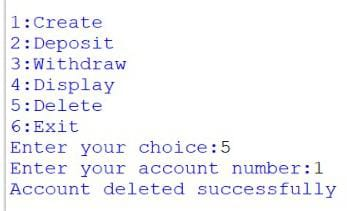 1:Create
2:Deposit
3:Withdraw
4:Display
5:Delete
6:Exit
Enter your choice:5
Enter your account number:1
Account deleted successfully